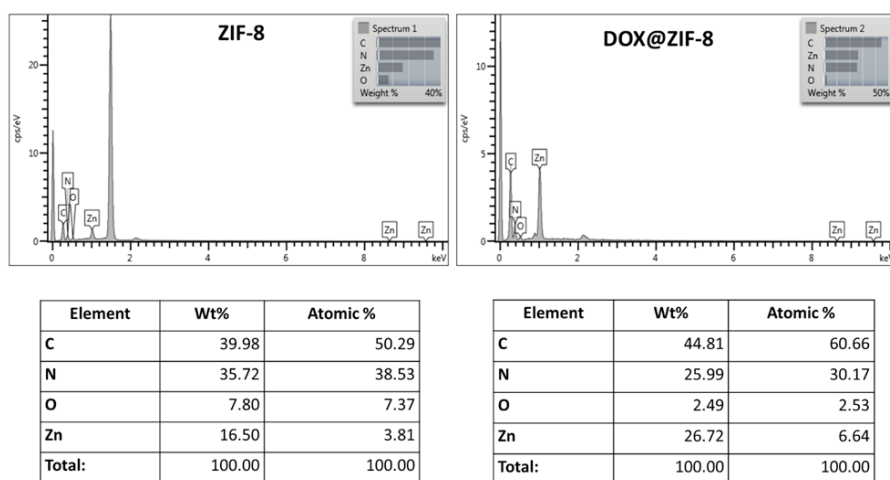 ZIF-8
Spectrum 1
C
N
Zn
O
Weight % 40%
cps/eV
20
10
0
N
O
C
Zn
Zn
Zn
0 2 4 6 8 keV
DOX@ZIF-8
Spectrum 2
C
Zn
N
O
Weight % 50%
cps/eV
10
5
0
C
Zn
N
O
Zn
Zn
0 2 4 6 8 keV
Element Wt% Atomic %
C 39.98 50.29
N 35.72 38.53
O 7.80 7.37
Zn 16.50 3.81
Total: 100.00 100.00
Element Wt% Atomic %
C 44.81 60.66
N 25.99 30.17
O 2.49 2.53
Zn 26.72 6.64
Total: 100.00 100.00